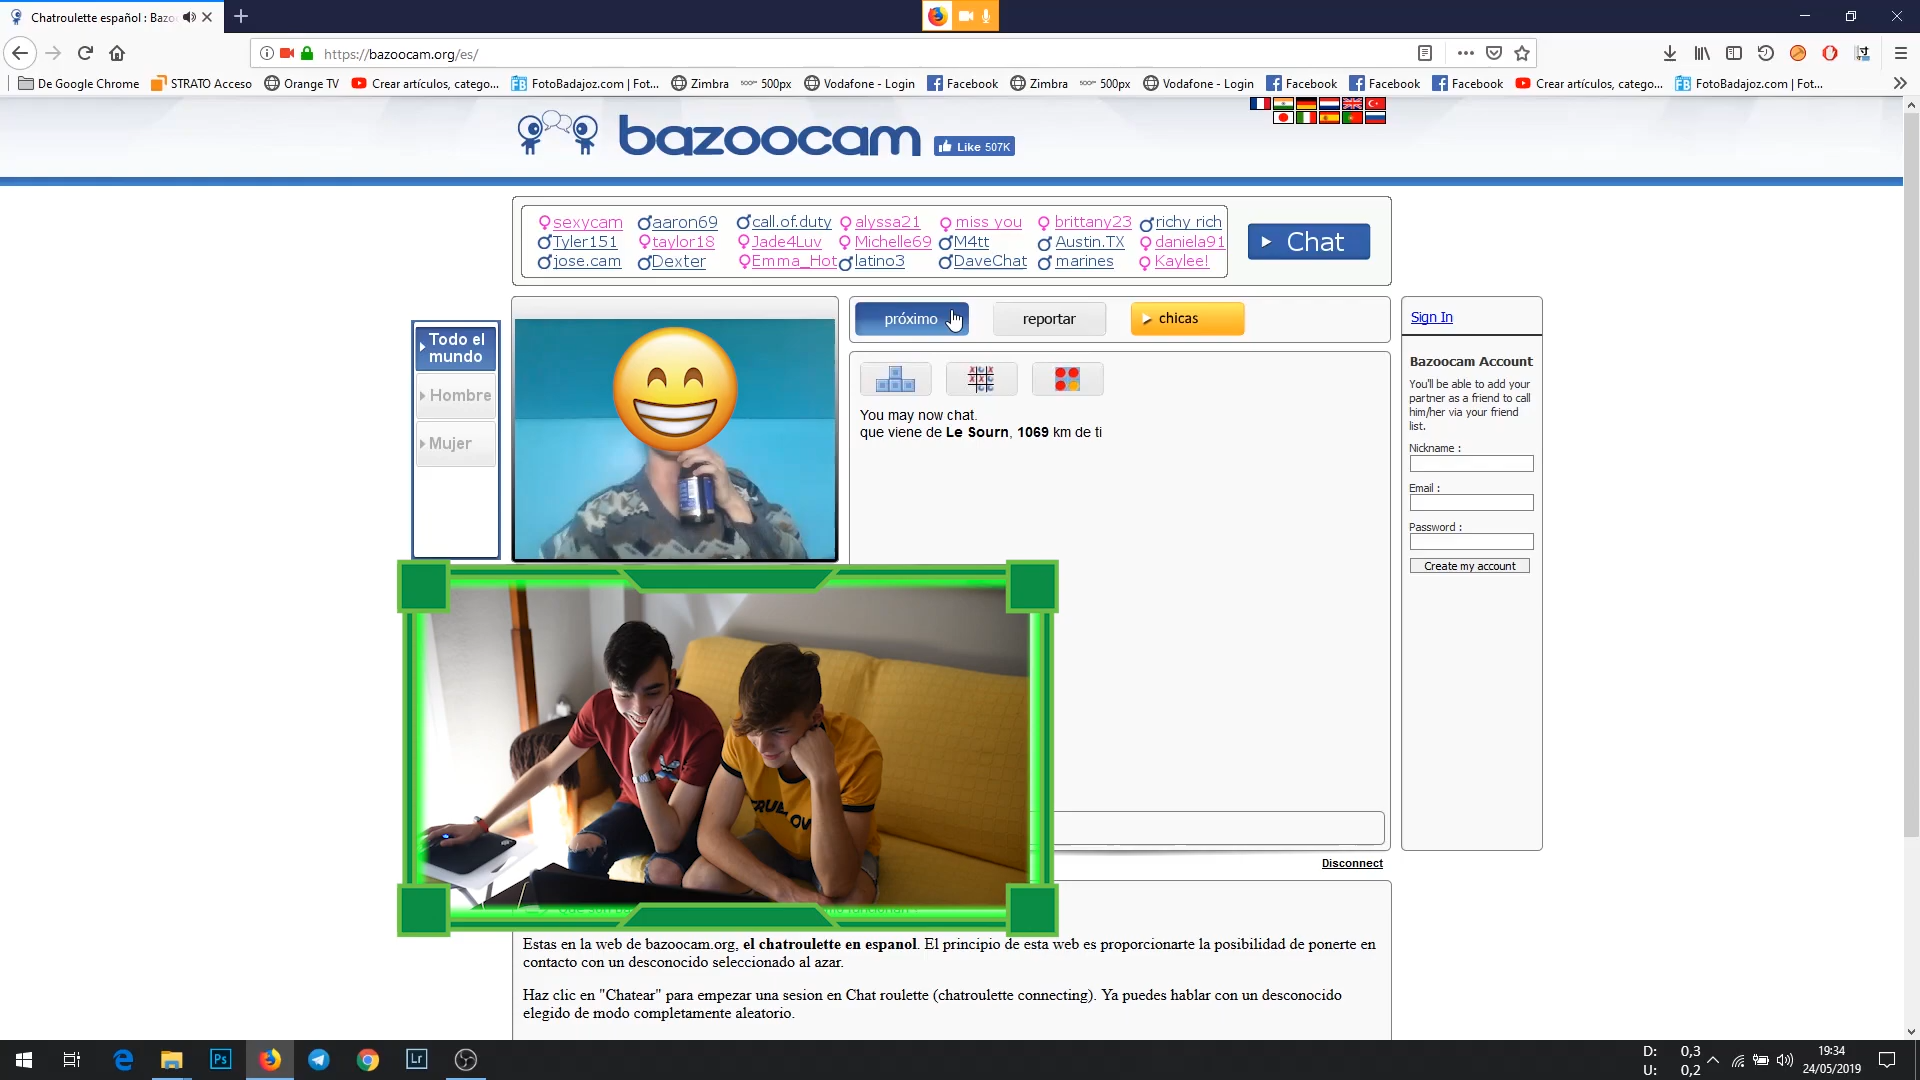 Chatroulette español : Bazo
https://bazoocam.org/es/
De Google Chrome
STRATO Acceso
Orange TV
Crear artículos, catego...
FotoBadajoz.com | Fot...
Zimbra
500px
Vodafone - Login
Facebook
Zimbra
500px
Vodafone - Login
Facebook
Facebook
Facebook
Crear artículos, catego...
FotoBadajoz.com | Fot...
bazoocam
Like 507K
sexycam aaron69 call.of.duty alyssa21 miss you brittany23 richy rich
Tyler151 taylor18 Jade4Luv Michelle69 M4tt Austin.TX daniela91
jose.cam Dexter Emma_Hot latino3 DaveChat marines Kaylee!
Chat
Todo el
mundo
Hombre
Mujer
próximo
reportar
chicas
You may now chat.
que viene de Le Sourn, 1069 km de ti
Sign In
Bazoocam Account
You'll be able to add your
partner as a friend to call
him/her via your friend
list.
Nickname :
Email :
Password :
Create my account
Disconnect
Estas en la web de bazoocam.org, el chatroulette en espanol. El principio de esta web es proporcionarte la posibilidad de ponerte en
contacto con un desconocido seleccionado al azar.
Haz clic en "Chatear" para empezar una sesion en Chat roulette (chatroulette connecting). Ya puedes hablar con un desconocido
elegido de modo completamente aleatorio.
Ps
Lr
D: 0,3
U: 0,2
19:34
24/05/2019